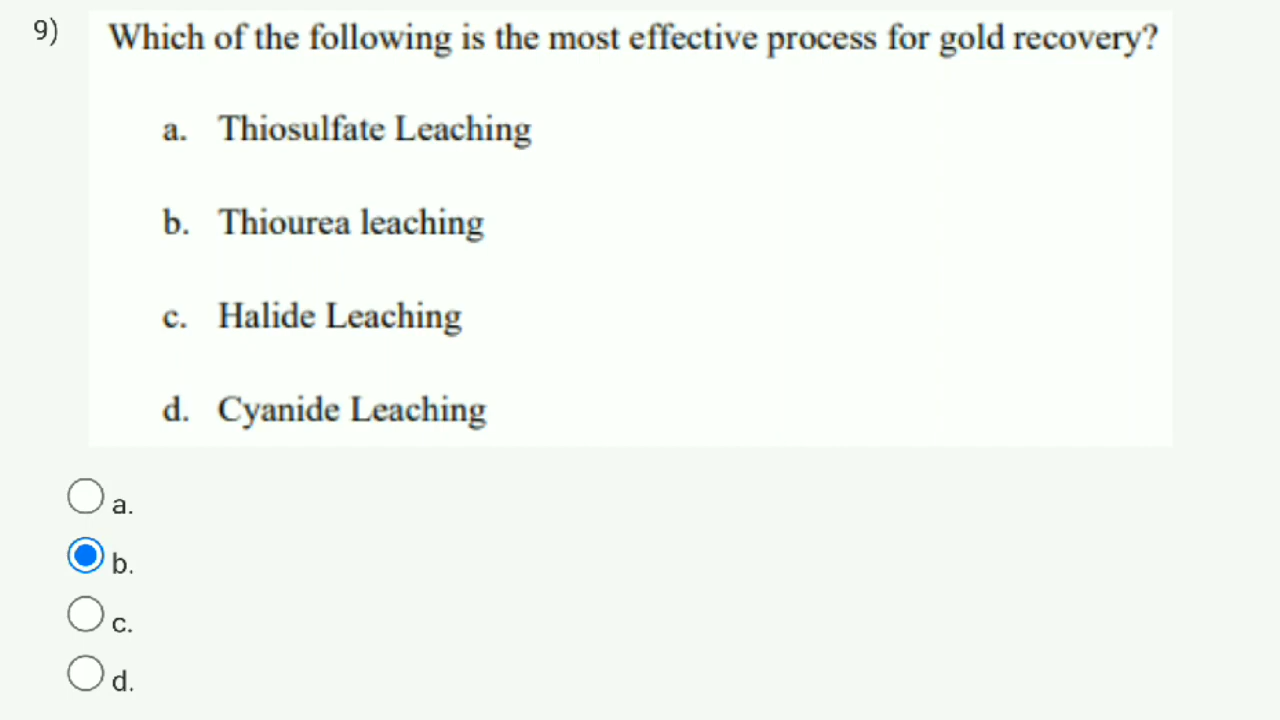 9) Which of the following is the most effective process for gold recovery?
a. Thiosulfate Leaching
b. Thiourea leaching
c. Halide Leaching
d. Cyanide Leaching
a.
b.
c.
d.